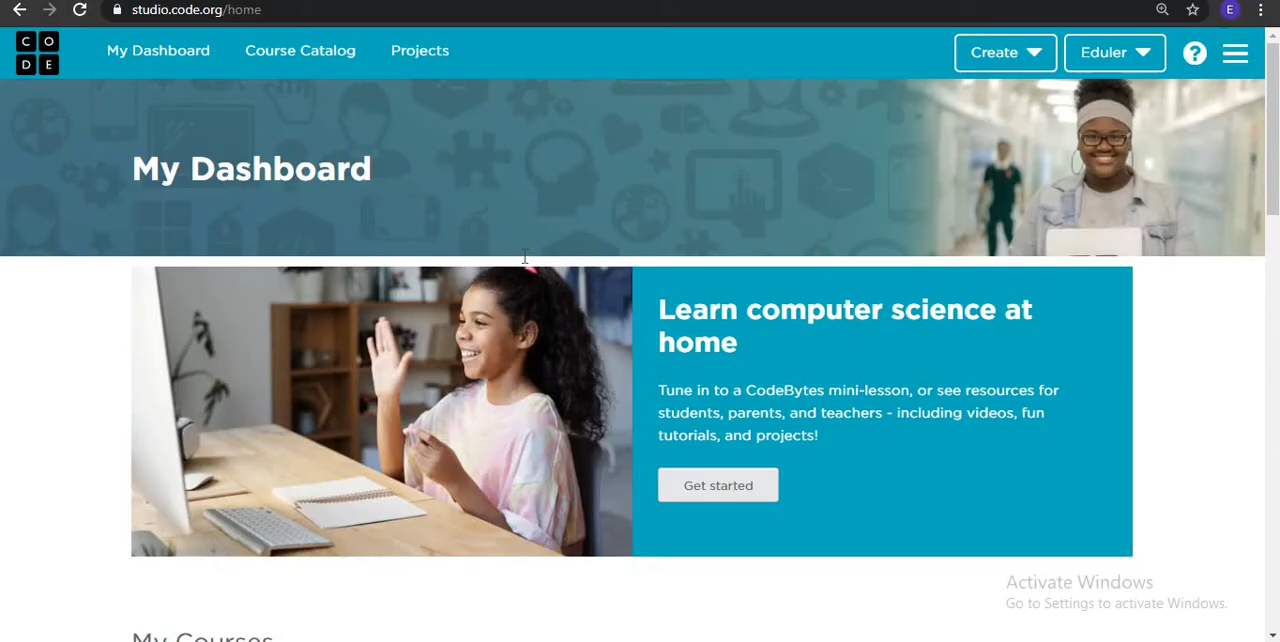 studio.code.org/home
E
C O
D E
My Dashboard
Course Catalog
Projects
Create
Eduler
?
My Dashboard
Learn computer science at
home
Tune in to a CodeBytes mini-lesson, or see resources for
students, parents, and teachers - including videos, fun
tutorials, and projects!
Get started
Activate Windows
Go to Settings to activate Windows.
My Courses